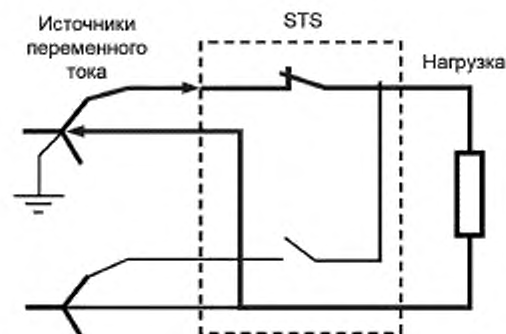 Источники
переменного
тока
STS
Нагрузка